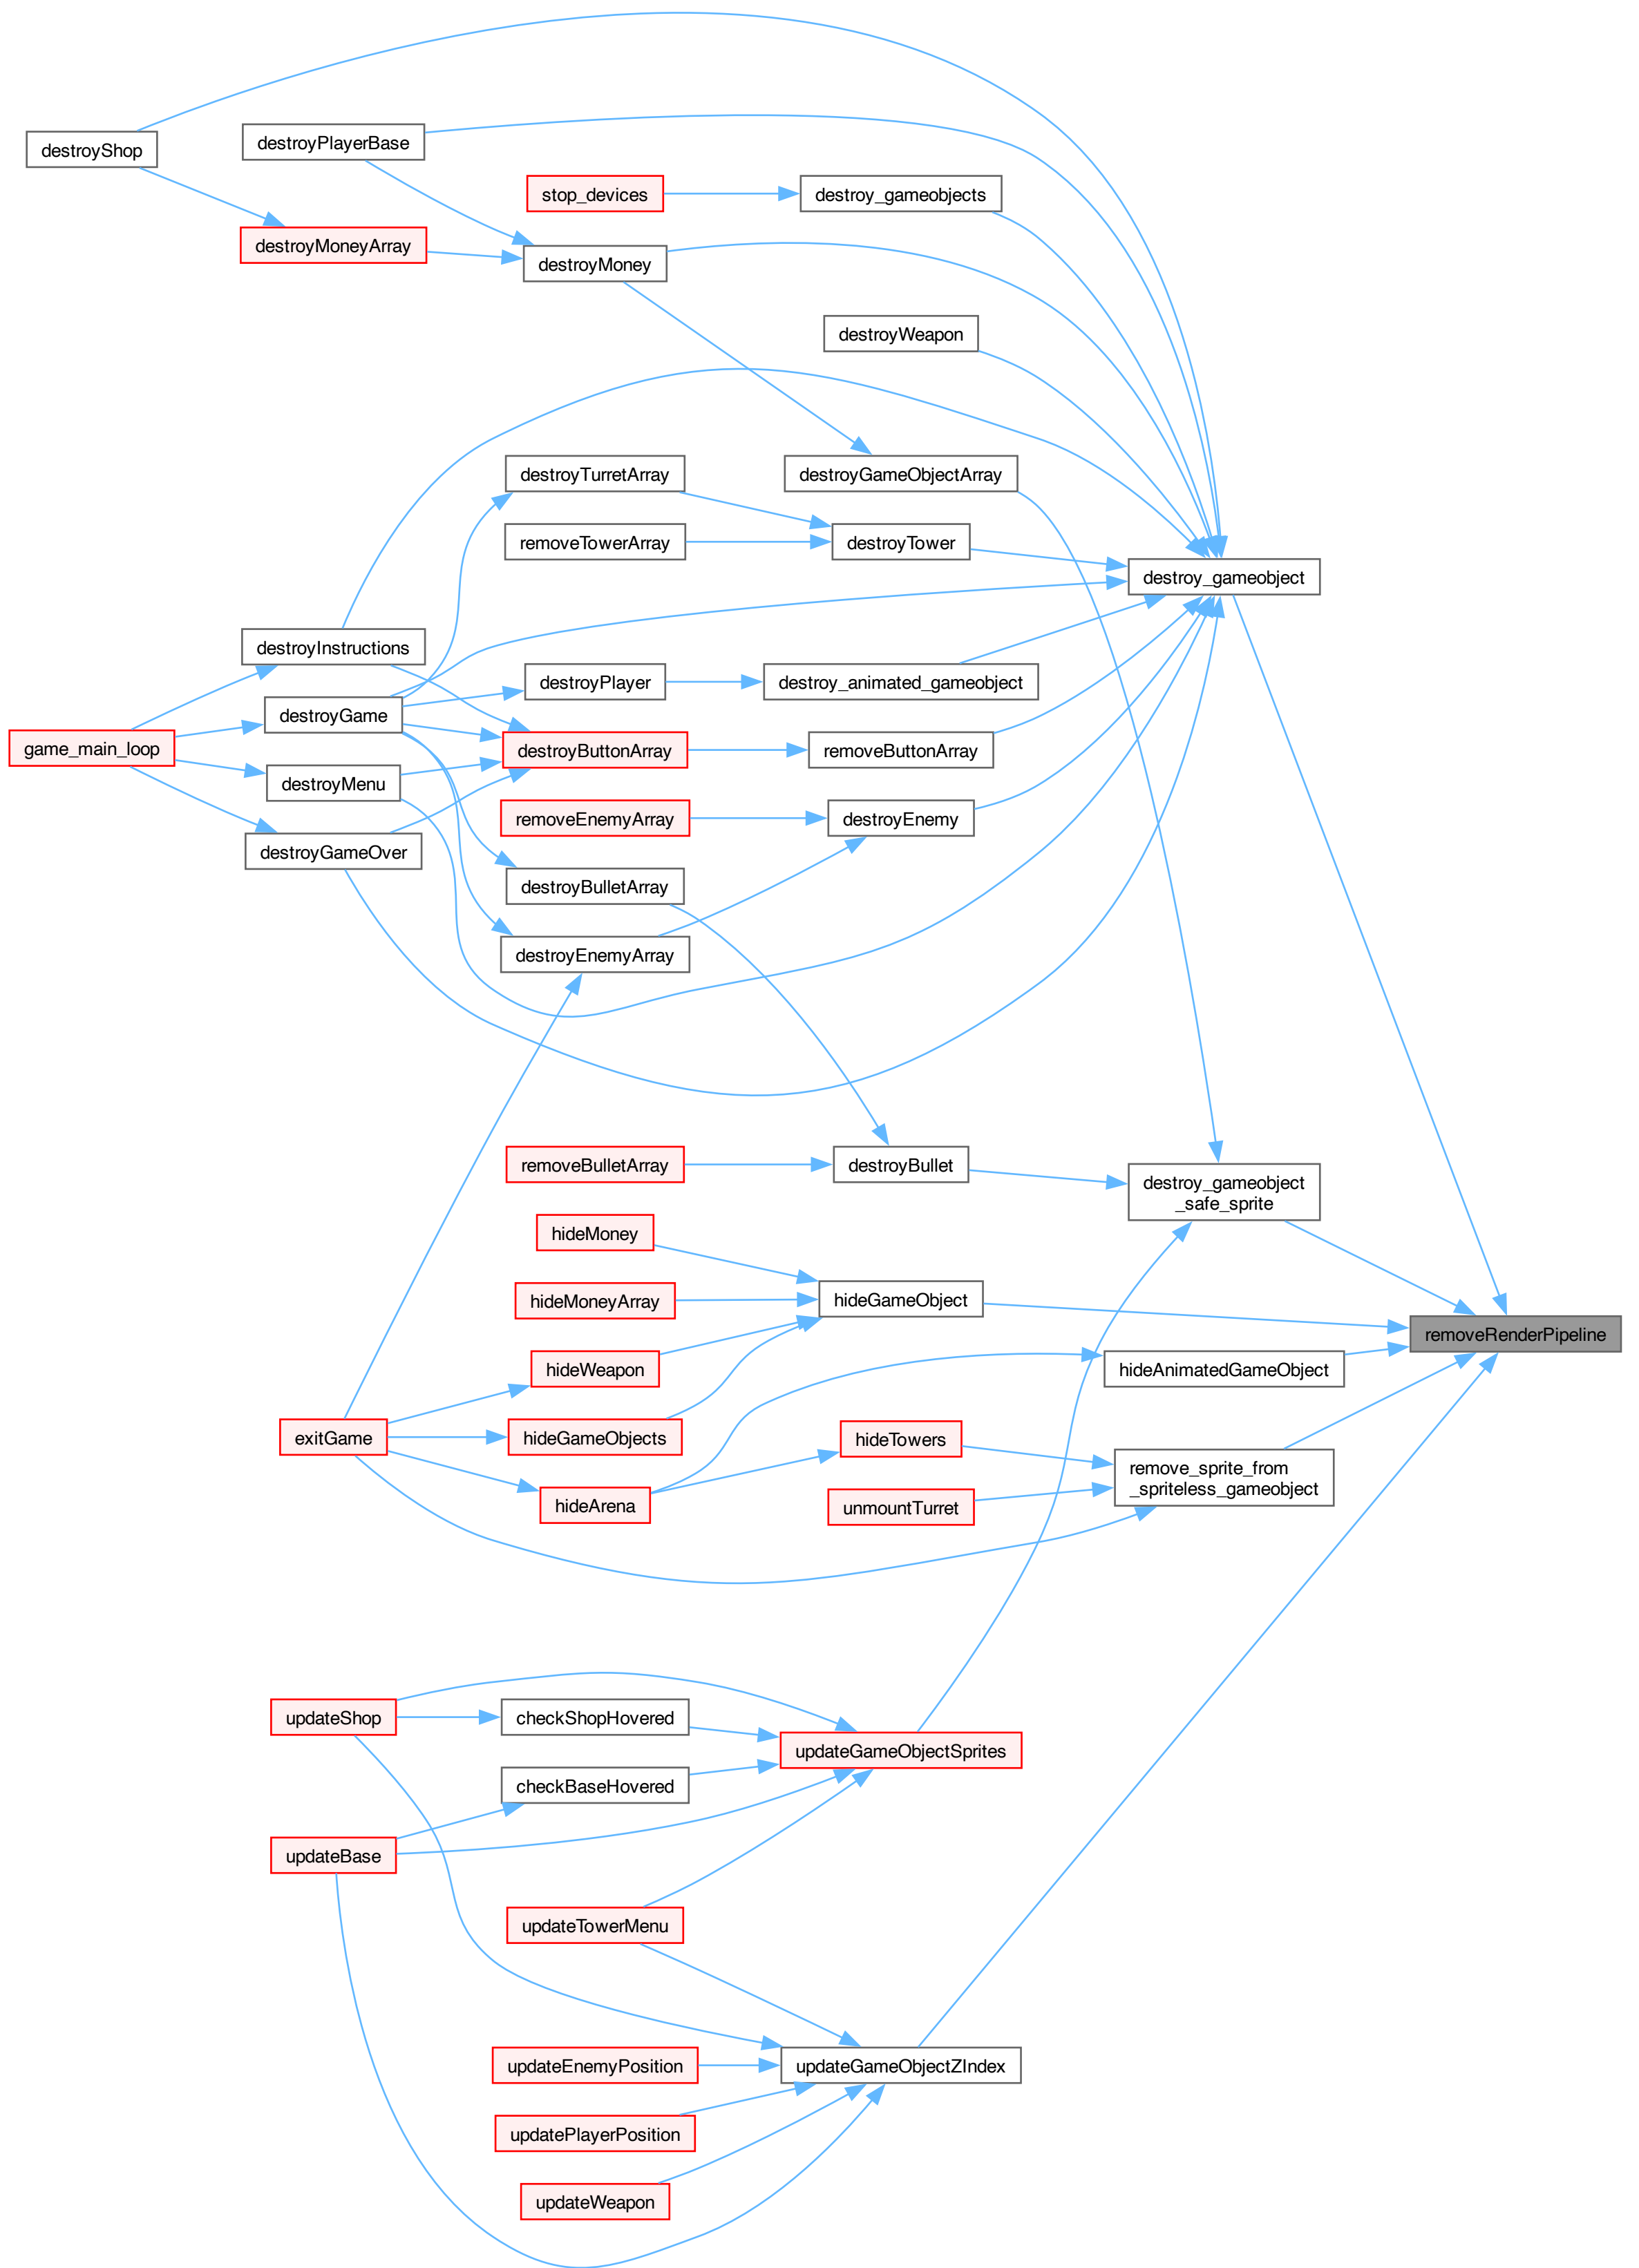 destroyShop
destroyPlayerBase
stop_devices
destroy_gameobjects
destroyMoneyArray
destroyMoney
destroyWeapon
destroyTurretArray
destroyGameObjectArray
removeTowerArray
destroyTower
destroy_gameobject
destroyInstructions
destroyPlayer
destroy_animated_gameobject
destroyGame
game_main_loop
destroyButtonArray
removeButtonArray
destroyMenu
removeEnemyArray
destroyEnemy
destroyGameOver
destroyBulletArray
destroyEnemyArray
removeBulletArray
destroyBullet
destroy_gameobject
_safe_sprite
hideMoney
hideMoneyArray
hideGameObject
removeRenderPipeline
hideWeapon
hideAnimatedGameObject
exitGame
hideGameObjects
hideTowers
remove_sprite_from
_spriteless_gameobject
hideArena
unmountTurret
updateShop
checkShopHovered
updateGameObjectSprites
checkBaseHovered
updateBase
updateTowerMenu
updateEnemyPosition
updateGameObjectZIndex
updatePlayerPosition
updateWeapon